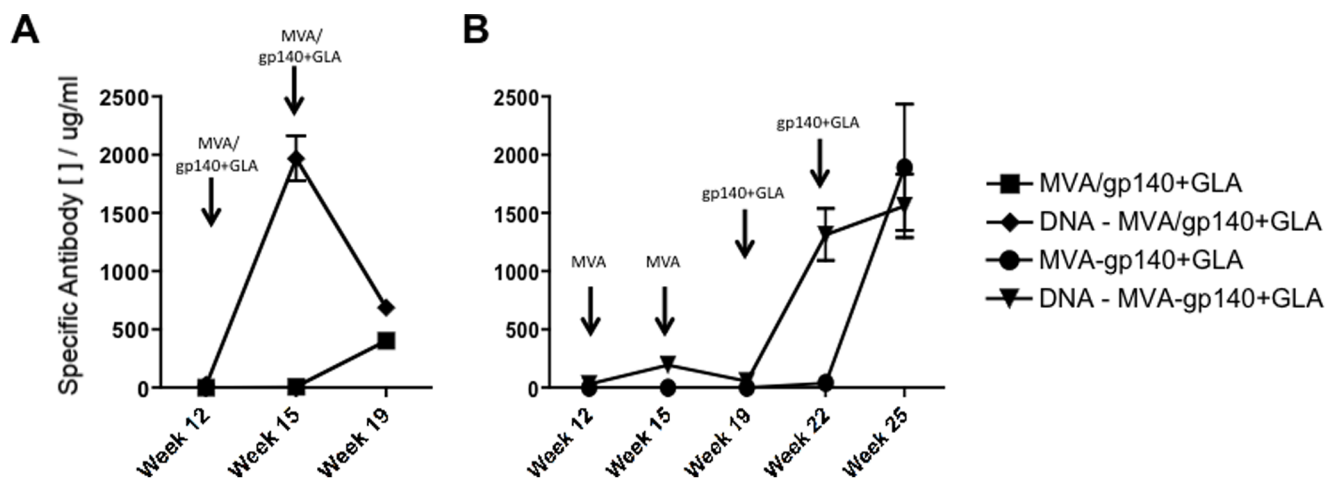 A
B
Specific Antibody [ ] / ug/ml
MVA/
gp140+GLA
MVA/
gp140+GLA
2500
2000
1500
1000
500
0
Week 12
Week 15
Week 19
2500
2000
1500
1000
500
0
MVA
MVA
gp140+GLA
gp140+GLA
Week 12
Week 15
Week 19
Week 22
Week 25
MVA/gp140+GLA
DNA - MVA/gp140+GLA
MVA-gp140+GLA
DNA - MVA-gp140+GLA